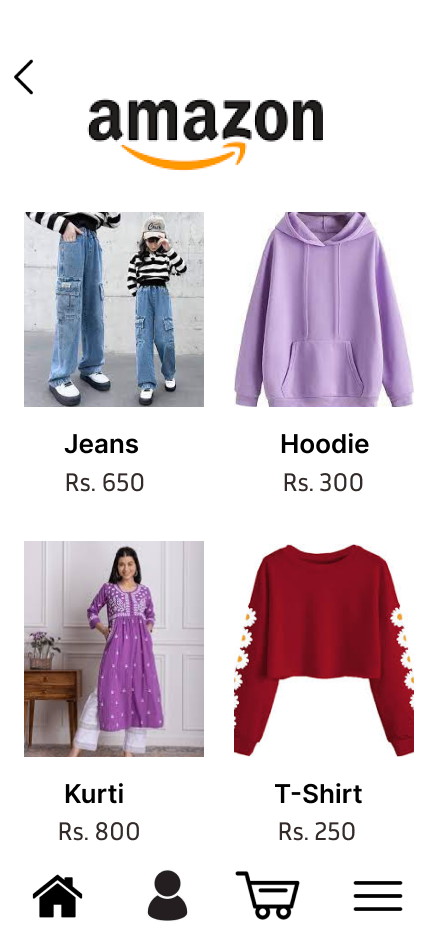 amazon
Jeans
Rs. 650
Hoodie
Rs. 300
Kurti
Rs. 800
T-Shirt
Rs. 250